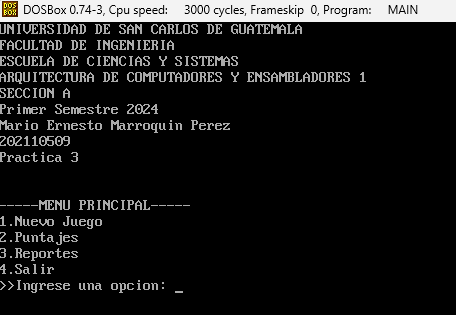 DOSBox 0.74-3, Cpu speed: 3000 cycles, Frameskip 0, Program: MAIN
UNIVERSIDAD DE SAN CARLOS DE GUATEMALA
FACULTAD DE INGENIERIA
ESCUELA DE CIENCIAS Y SISTEMAS
ARQUITECTURA DE COMPUTADORES Y ENSAMBLADORES 1
SECCION A
Primer Semestre 2024
Mario Ernesto Marroquin Perez
202110509
Practica 3
-----MENU PRINCIPAL-----
1.Nuevo Juego
2.Puntajes
3.Reportes
4.Salir
>>Ingrese una opcion: _